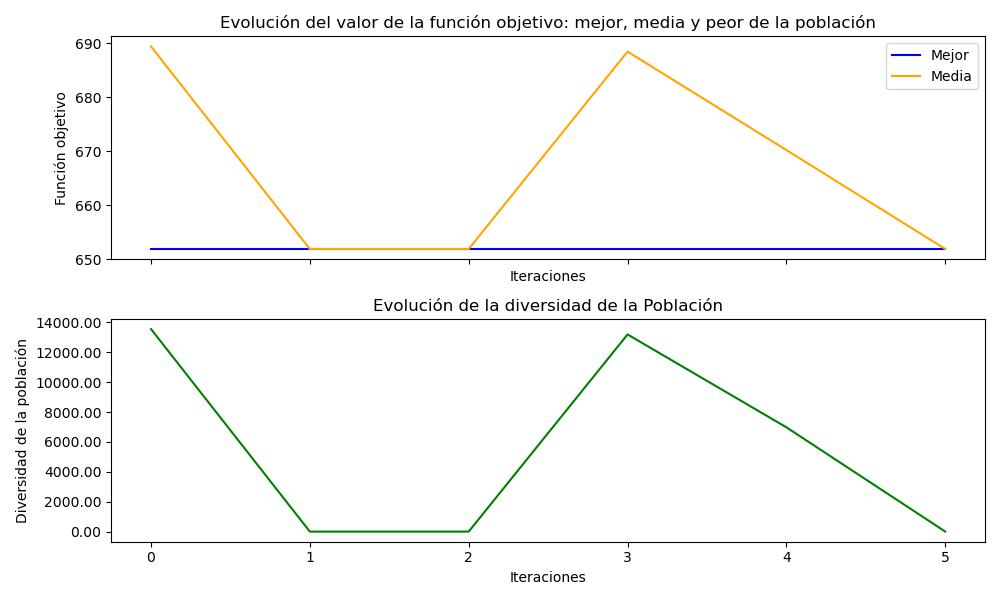 Evolución del valor de la función objetivo: mejor, media y peor de la población
690
680
670
660
650
Función objetivo
Mejor
Media
Iteraciones
Evolución de la diversidad de la Población
14000.00
12000.00
10000.00
8000.00
6000.00
4000.00
2000.00
0.00
Diversidad de la población
0 1 2 3 4 5
Iteraciones